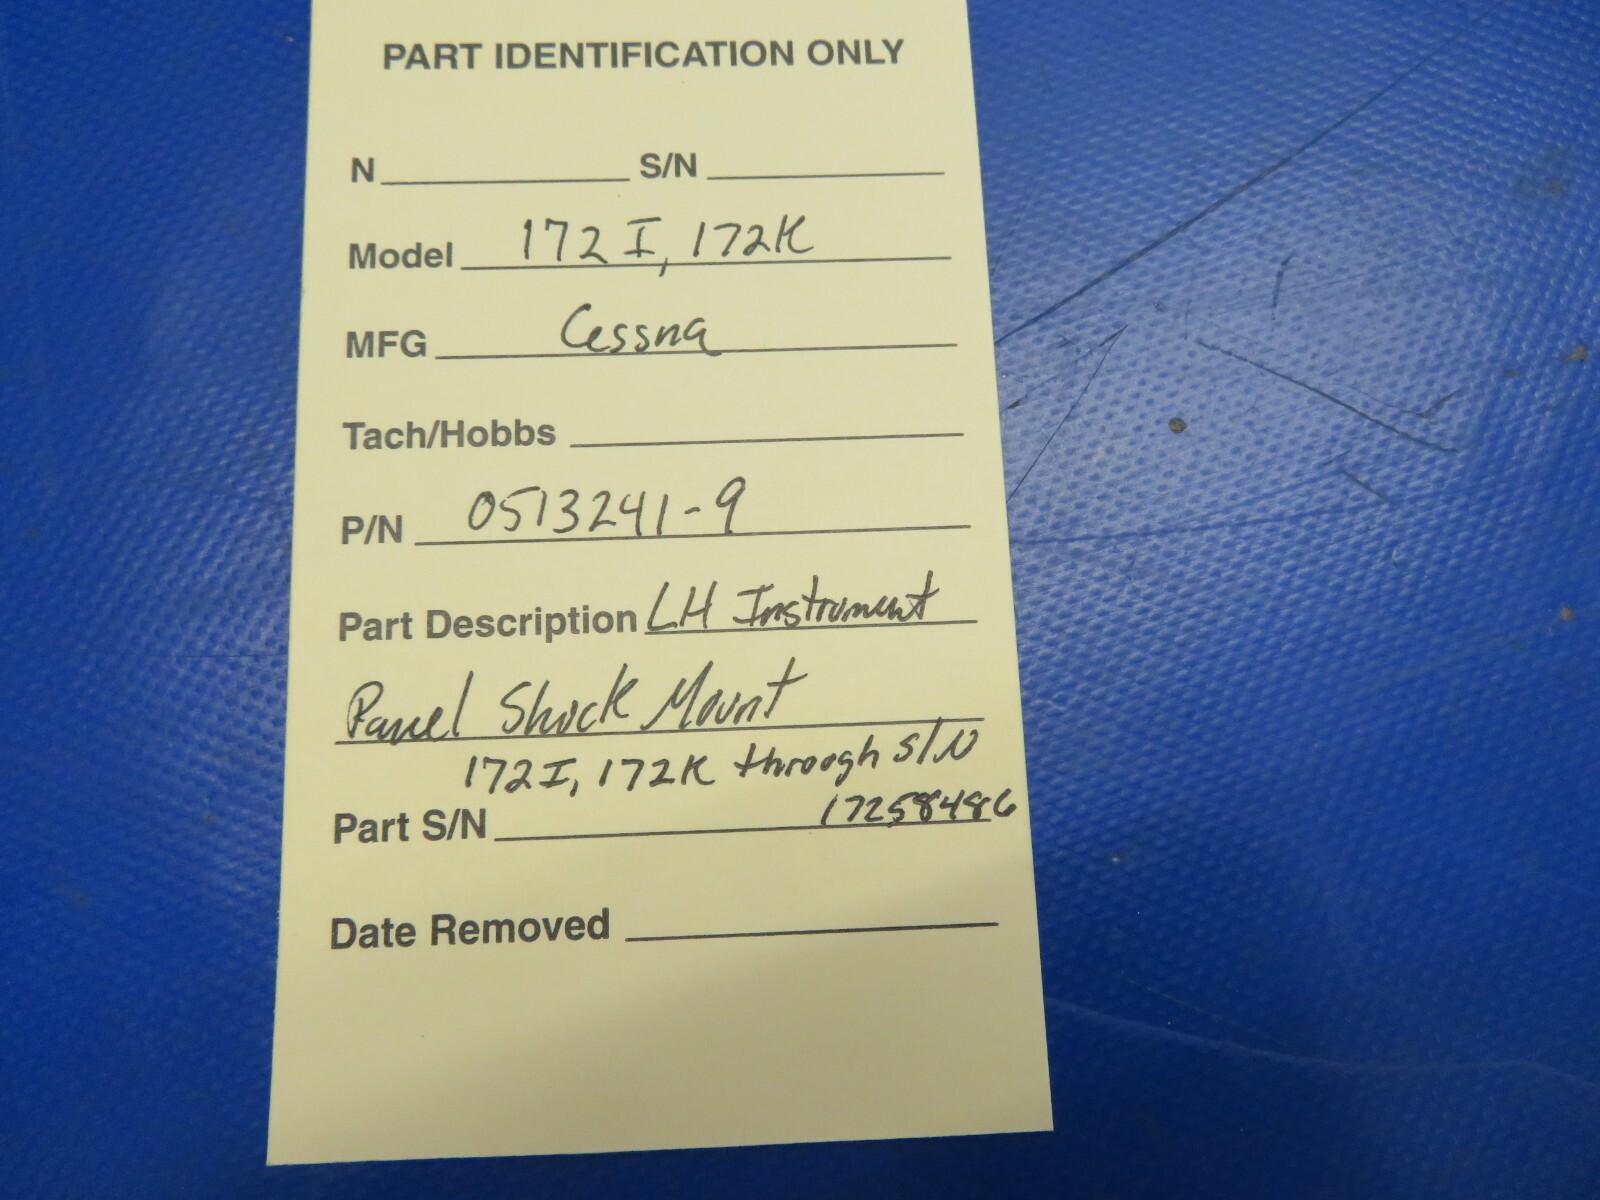 PART IDENTIFICATION ONLY
N S/N
Model 172 I, 172K
MFG Cessna
Tach/Hobbs
P/N 0513241-9
Part Description LH Instrument
Panel Shock Mount
172I, 172K through S/N
Part S/N 17258486
Date Removed